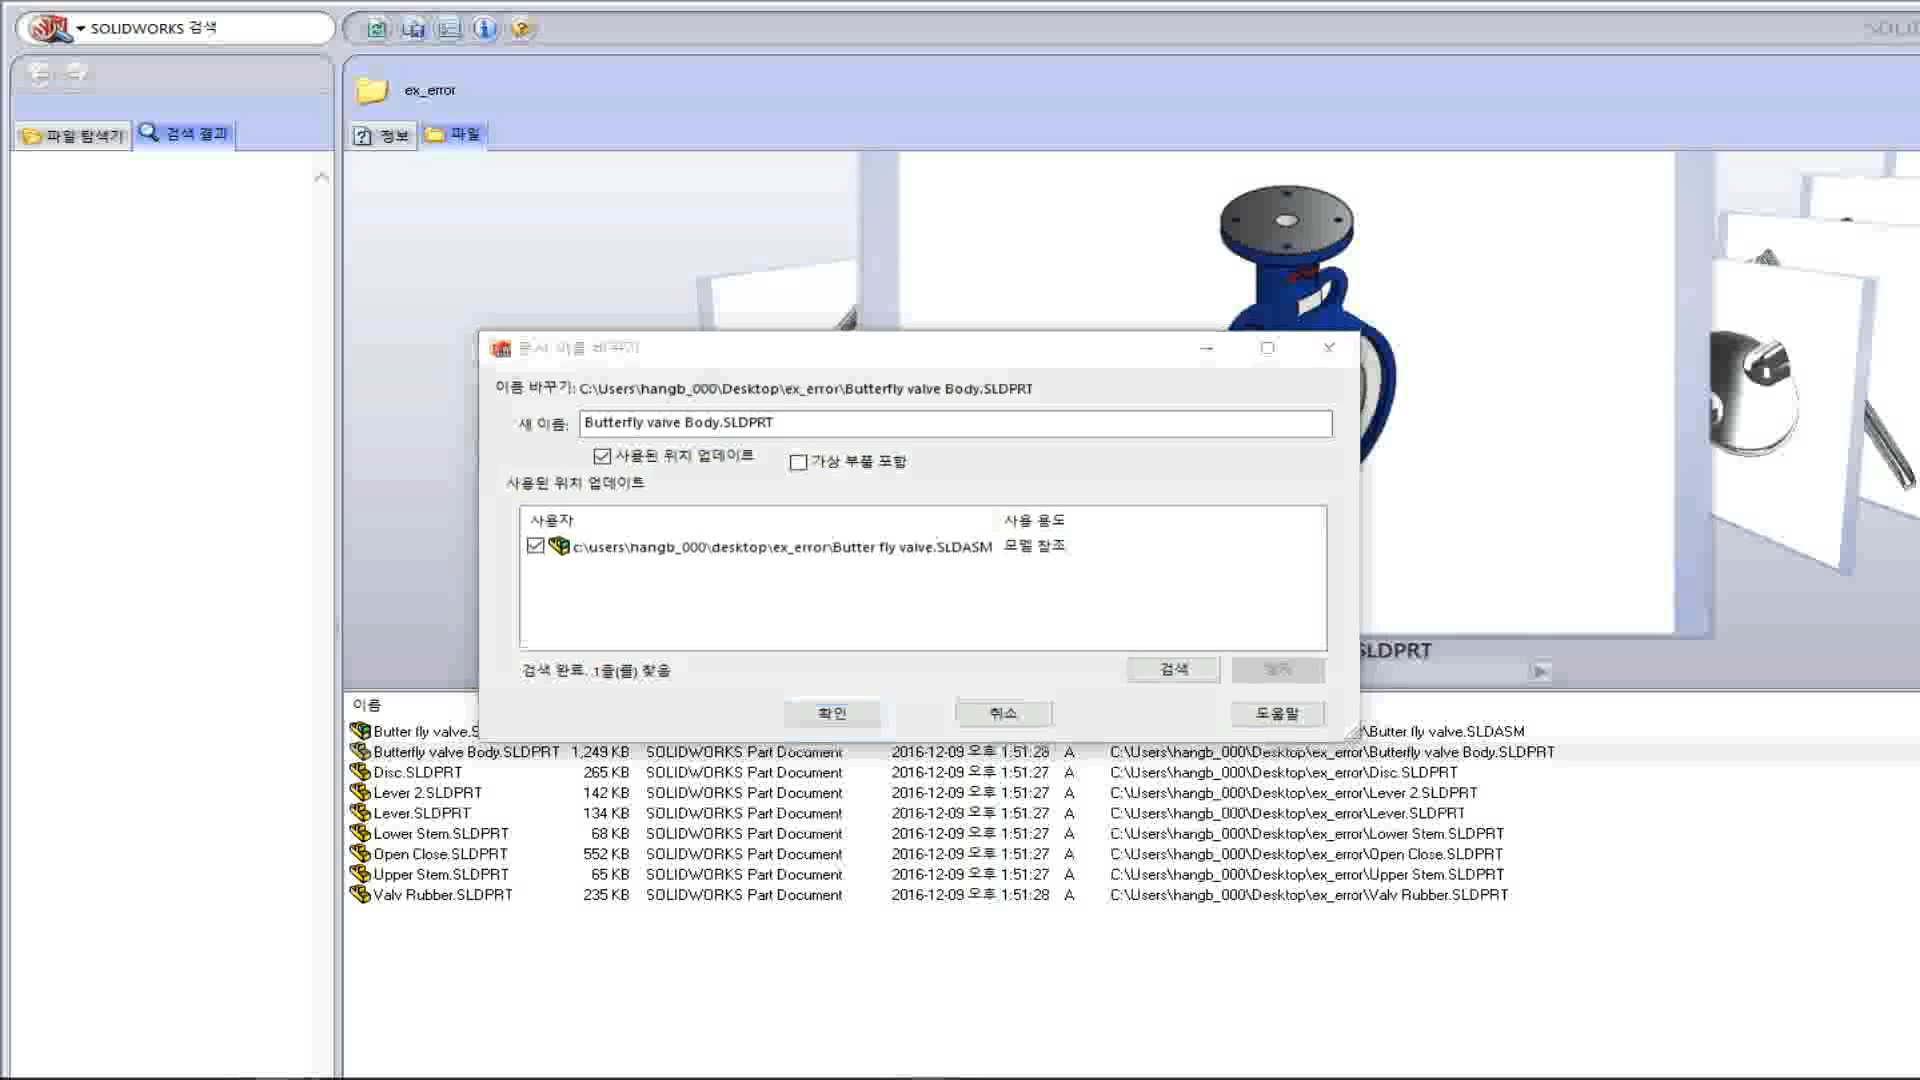 SOLIDWORKS 검색
ex_error
파일 탐색기
검색 결과
정보
파일
문서 이름 바꾸기
이름 바꾸기: C:\Users\hangb_000\Desktop\ex_error\Butterfly valve Body.SLDPRT
새 이름: Butterfly valve Body.SLDPRT
사용된 위치 업데이트
가상 부품 포함
사용된 위치 업데이트
사용자 사용 용도
c:\users\hangb_000\desktop\ex_error\Butter fly valve.SLDASM 모델 참조
검색 완료. 1을(를) 찾음
검색
확인
취소
도움말
SLDPRT
이름
Butter fly valve.S \Butter fly valve.SLDASM
Butterfly valve Body.SLDPRT 1,249 KB SOLIDWORKS Part Document 2016-12-09 오후 1:51:28 A C:\Users\hangb_000\Desktop\ex_error\Butterfly valve Body.SLDPRT
Disc.SLDPRT 265 KB SOLIDWORKS Part Document 2016-12-09 오후 1:51:27 A C:\Users\hangb_000\Desktop\ex_error\Disc.SLDPRT
Lever 2.SLDPRT 142 KB SOLIDWORKS Part Document 2016-12-09 오후 1:51:27 A C:\Users\hangb_000\Desktop\ex_error\Lever 2.SLDPRT
Lever.SLDPRT 134 KB SOLIDWORKS Part Document 2016-12-09 오후 1:51:27 A C:\Users\hangb_000\Desktop\ex_error\Lever.SLDPRT
Lower Stem.SLDPRT 68 KB SOLIDWORKS Part Document 2016-12-09 오후 1:51:27 A C:\Users\hangb_000\Desktop\ex_error\Lower Stem.SLDPRT
Open Close.SLDPRT 552 KB SOLIDWORKS Part Document 2016-12-09 오후 1:51:27 A C:\Users\hangb_000\Desktop\ex_error\Open Close.SLDPRT
Upper Stem.SLDPRT 65 KB SOLIDWORKS Part Document 2016-12-09 오후 1:51:27 A C:\Users\hangb_000\Desktop\ex_error\Upper Stem.SLDPRT
Valv Rubber.SLDPRT 235 KB SOLIDWORKS Part Document 2016-12-09 오후 1:51:28 A C:\Users\hangb_000\Desktop\ex_error\Valv Rubber.SLDPRT